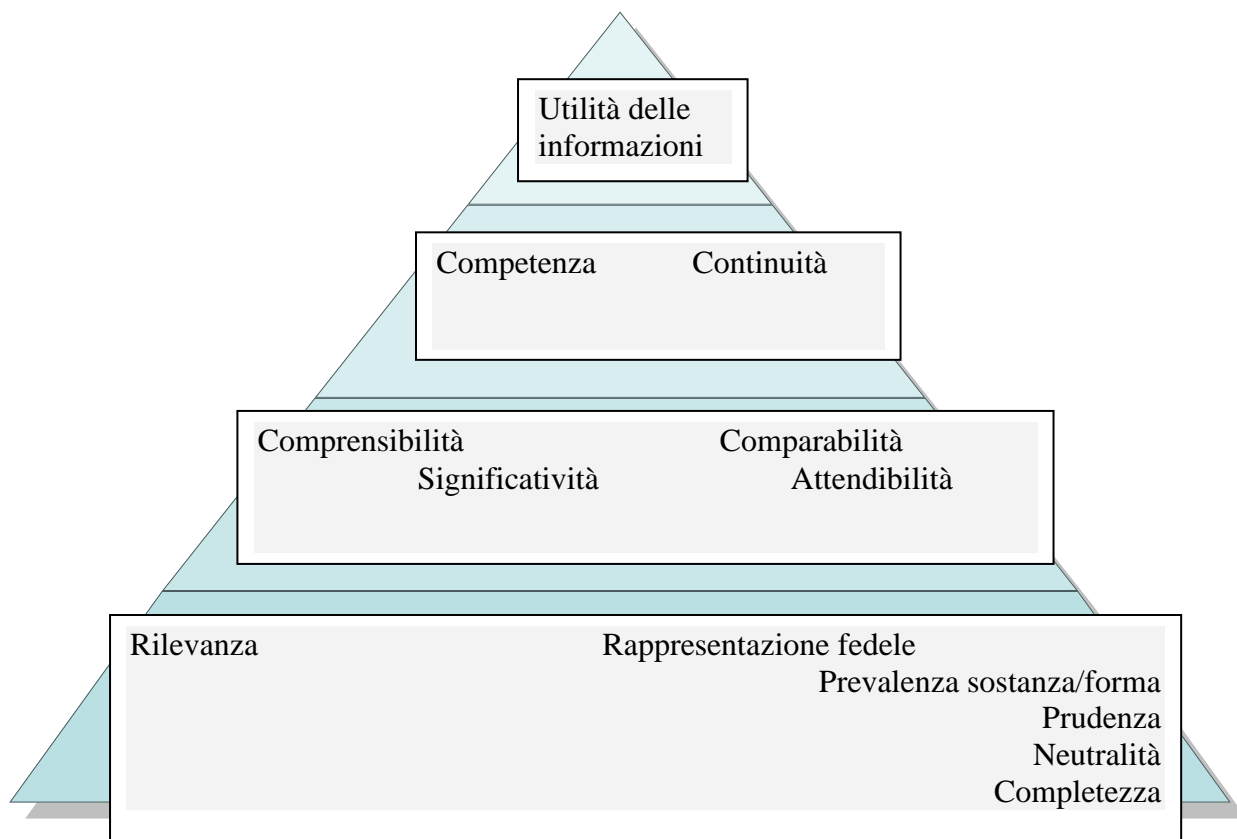 Utilità delle
informazioni
Competenza Continuità
Comprensibilità Comparabilità
Significatività Attendibilità
Rilevanza Rappresentazione fedele
Prevalenza sostanza/forma
Prudenza
Neutralità
Completezza